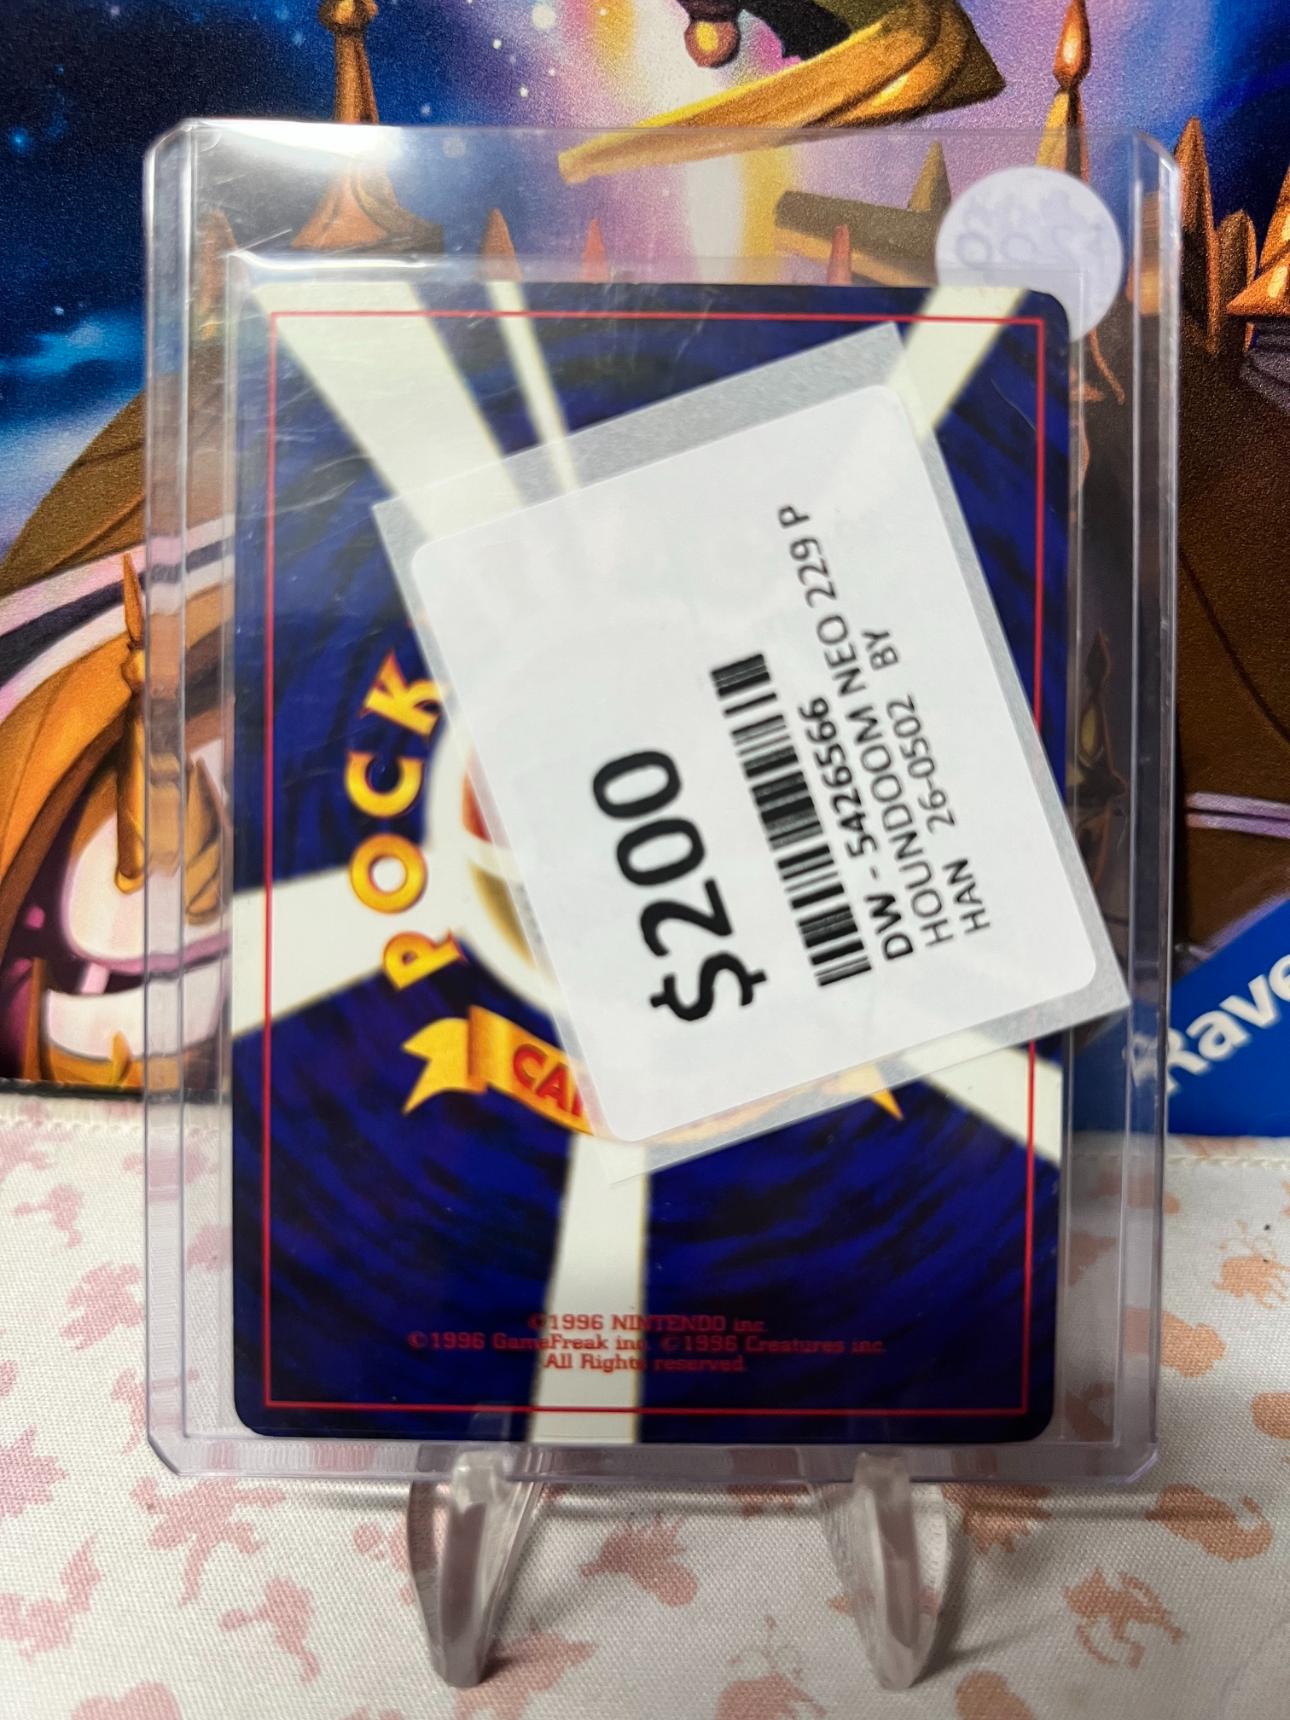 POCK
CA
$200
DW - 5426566
HOUNDOOM NEO 229 P
HAN 26-0502 BY
©1996 NINTENDO inc.
©1996 GameFreak inc. ©1996 Creatures inc.
All Rights reserved.
Rave